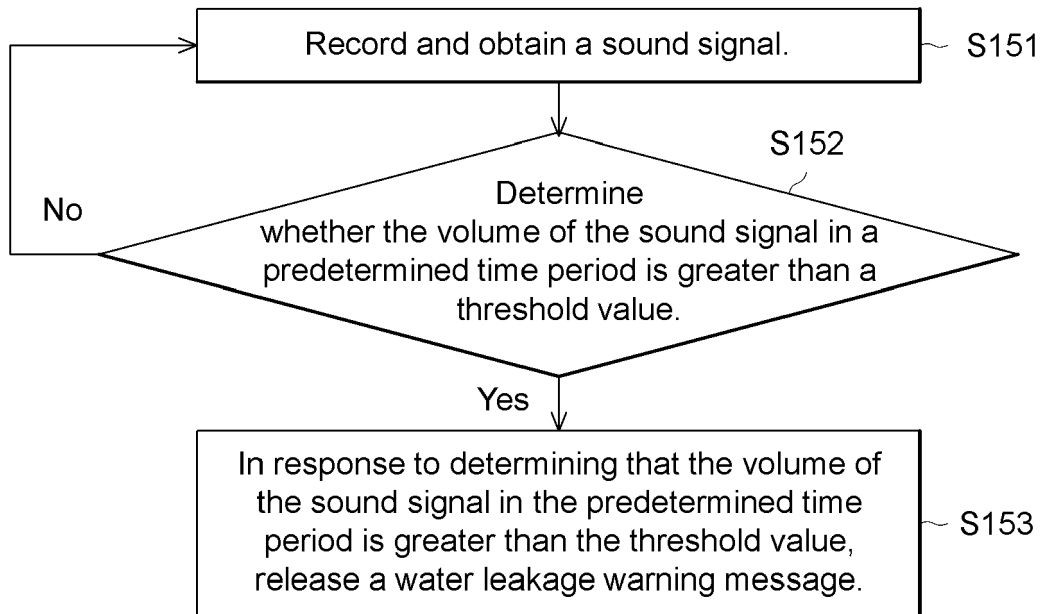 Record and obtain a sound signal.
S151
S152
Determine
whether the volume of the sound signal in a
predetermined time period is greater than a
threshold value.
No
Yes
In response to determining that the volume of
the sound signal in the predetermined time
period is greater than the threshold value,
release a water leakage warning message.
S153